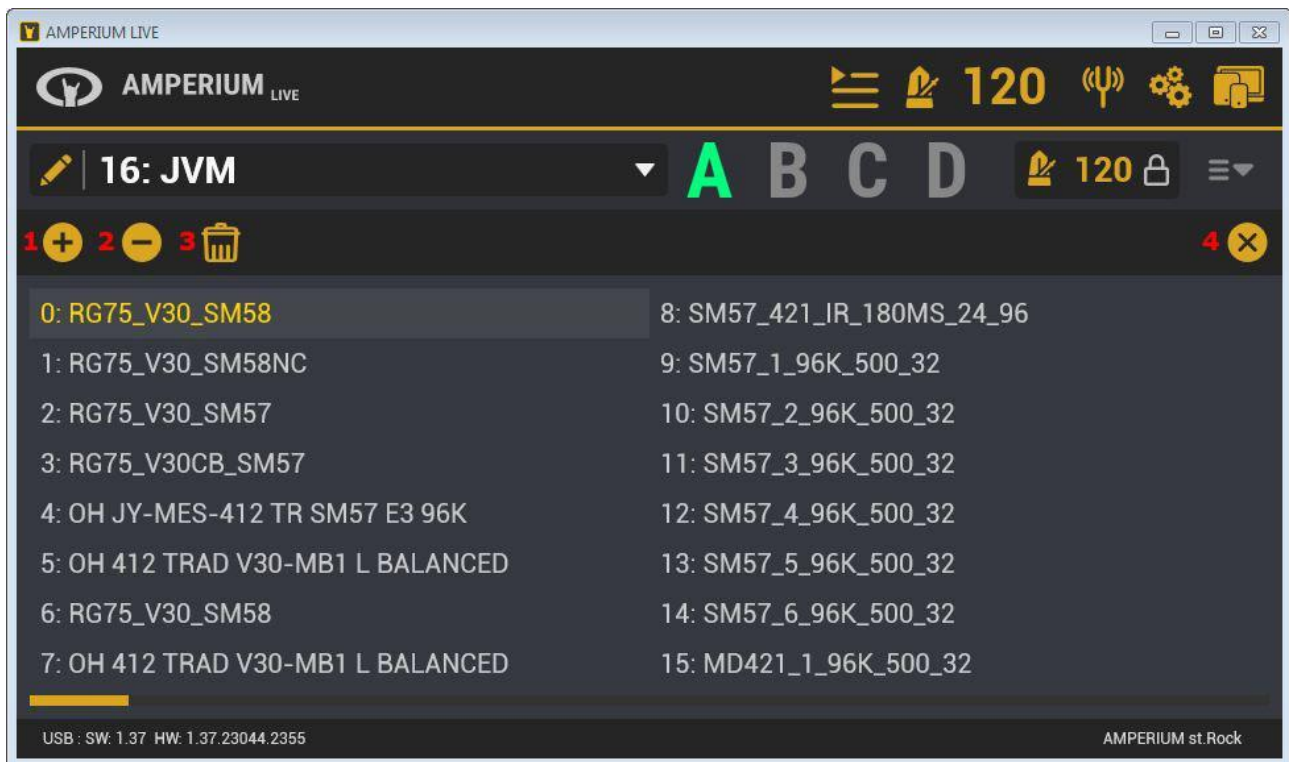 AMPERIUM LIVE
AMPERIUM LIVE 120
16: JVM A B C D 120
1 2 3 4
0: RG75_V30_SM58
1: RG75_V30_SM58NC
2: RG75_V30_SM57
3: RG75_V30CB_SM57
4: OH JY-MES-412 TR SM57 E3 96K
5: OH 412 TRAD V30-MB1 L BALANCED
6: RG75_V30_SM58
7: OH 412 TRAD V30-MB1 L BALANCED
8: SM57_421_IR_180MS_24_96
9: SM57_1_96K_500_32
10: SM57_2_96K_500_32
11: SM57_3_96K_500_32
12: SM57_4_96K_500_32
13: SM57_5_96K_500_32
14: SM57_6_96K_500_32
15: MD421_1_96K_500_32
USB : SW: 1.37 HW: 1.37.23044.2355 AMPERIUM st.Rock